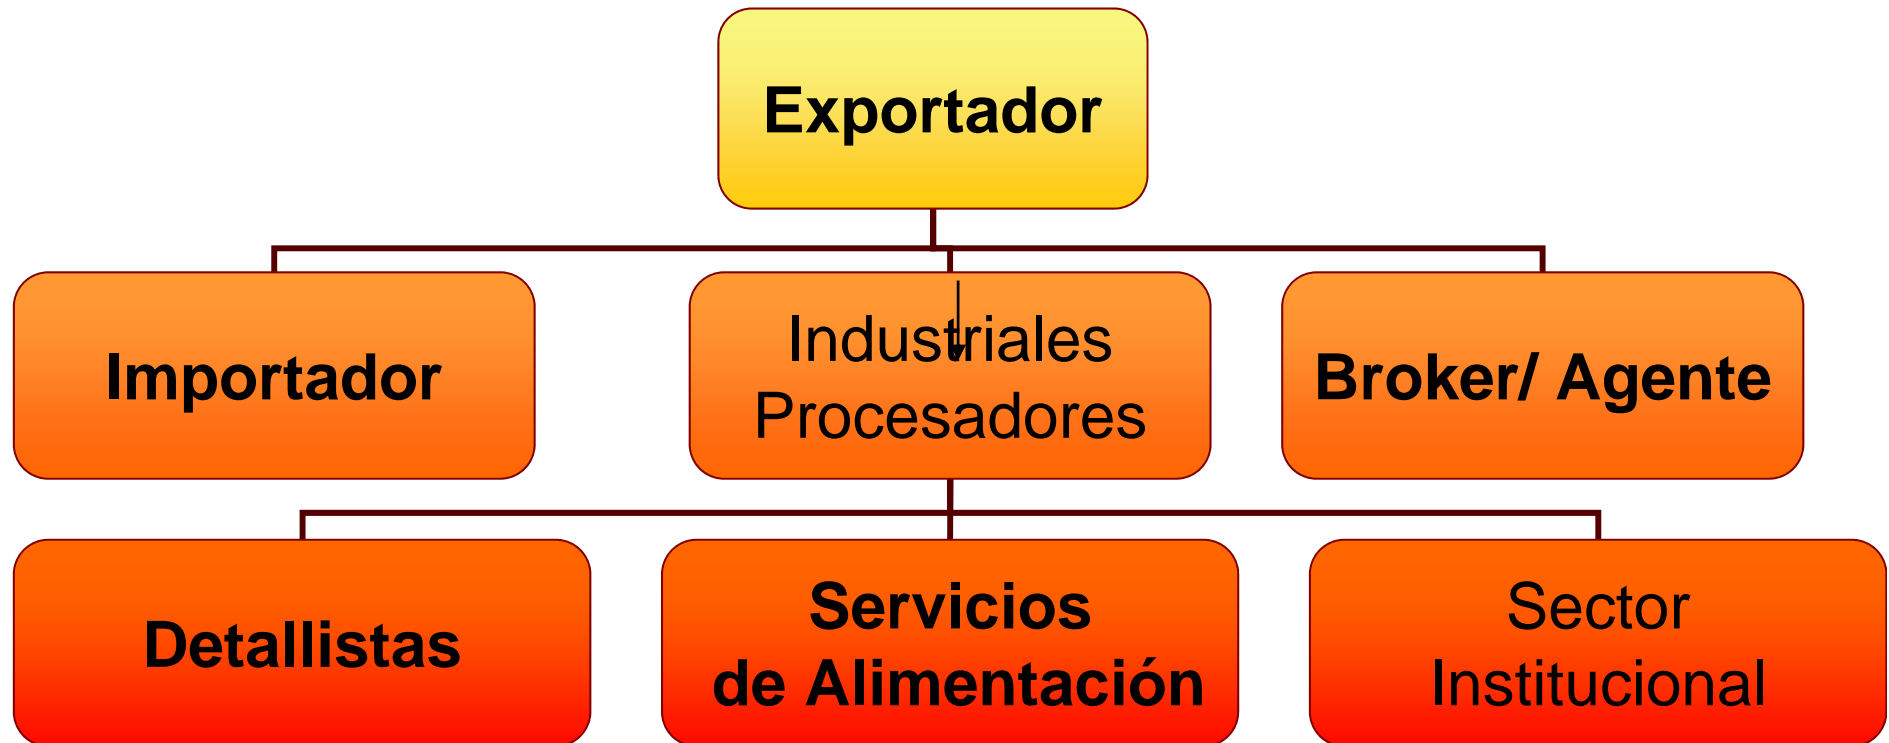 Exportador
Importador
Industriales
Procesadores
Broker/ Agente
Detallistas
Servicios
de Alimentación
Sector
Institucional